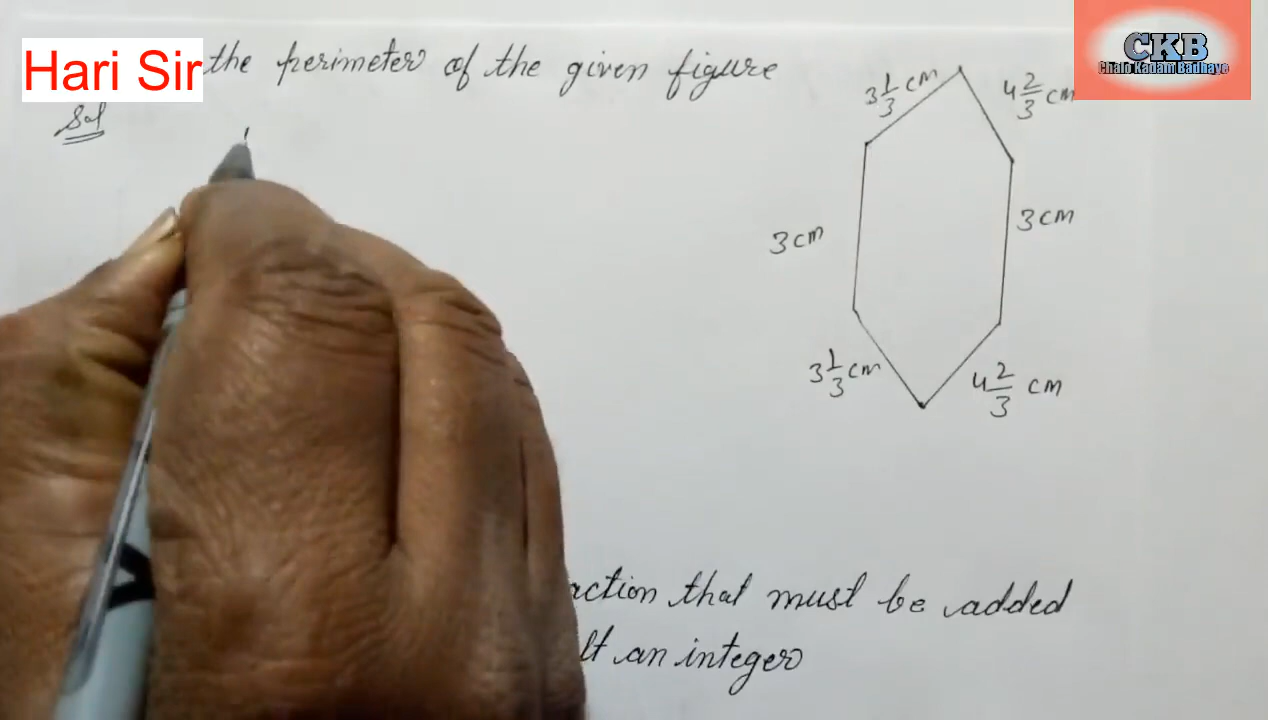 Hari Sir the perimeter of the given figure
CKB
Chalo Kadam Badhaye
Sol
3 1/3 cm
4 2/3 cm
3 cm
3 cm
3 1/3 cm
4 2/3 cm
action that must be added
lt an integer